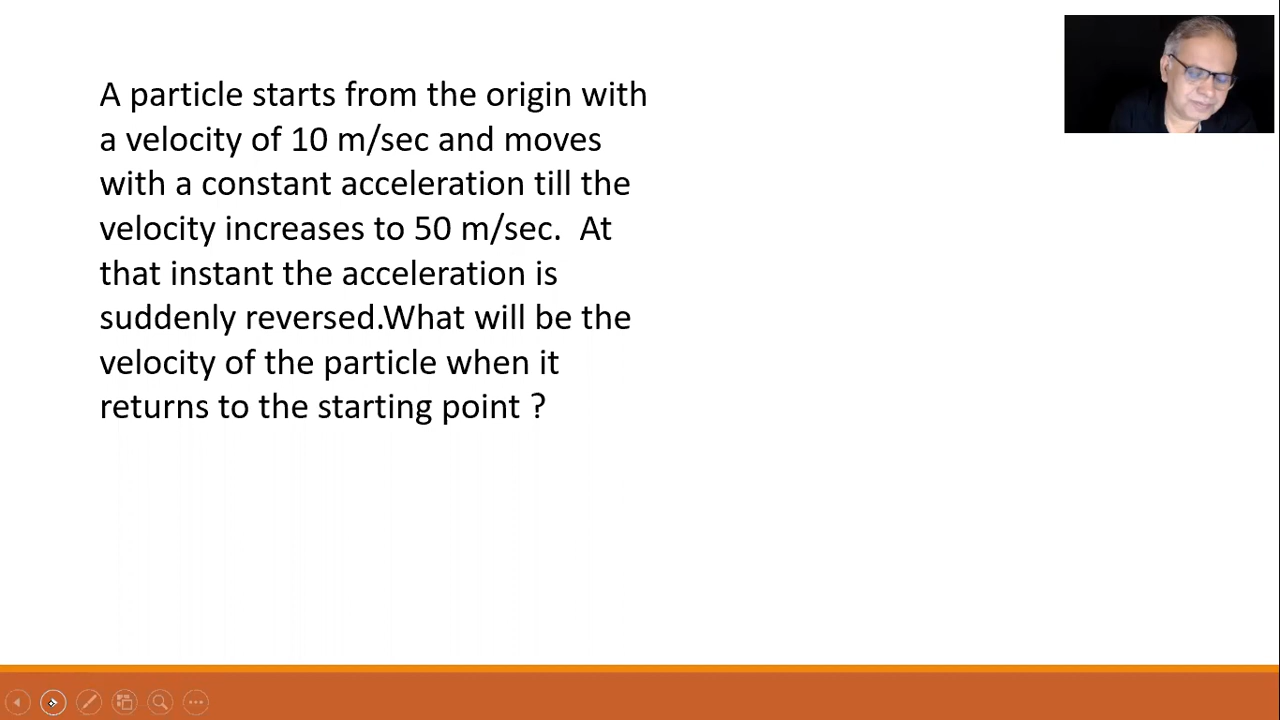 A particle starts from the origin with
a velocity of 10 m/sec and moves
with a constant acceleration till the
velocity increases to 50 m/sec.  At
that instant the acceleration is
suddenly reversed.What will be the
velocity of the particle when it
returns to the starting point ?